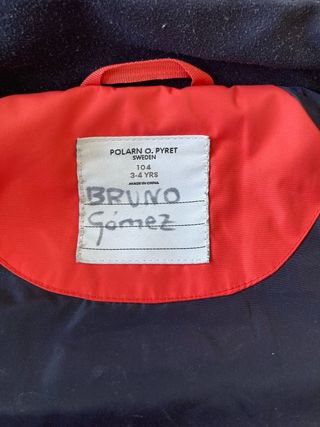 POLARN O. PYRET
SWEDEN
104
3-4 YRS
MADE IN CHINA
BRUNO
Gómez